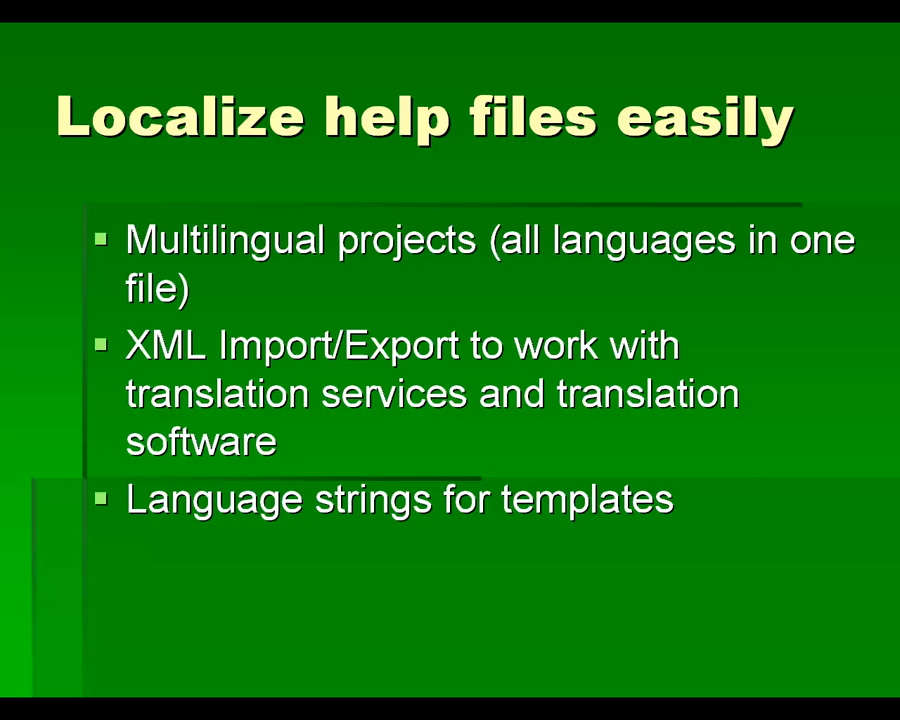 Localize help files easily
Multilingual projects (all languages in one
file)
XML Import/Export to work with
translation services and translation
software
Language strings for templates